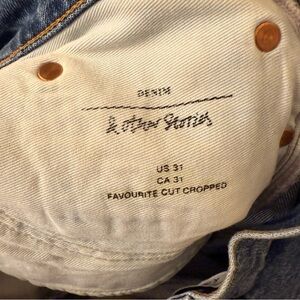 DENIM
& Other Stories
US 31
CA 31
FAVOURITE CUT CROPPED